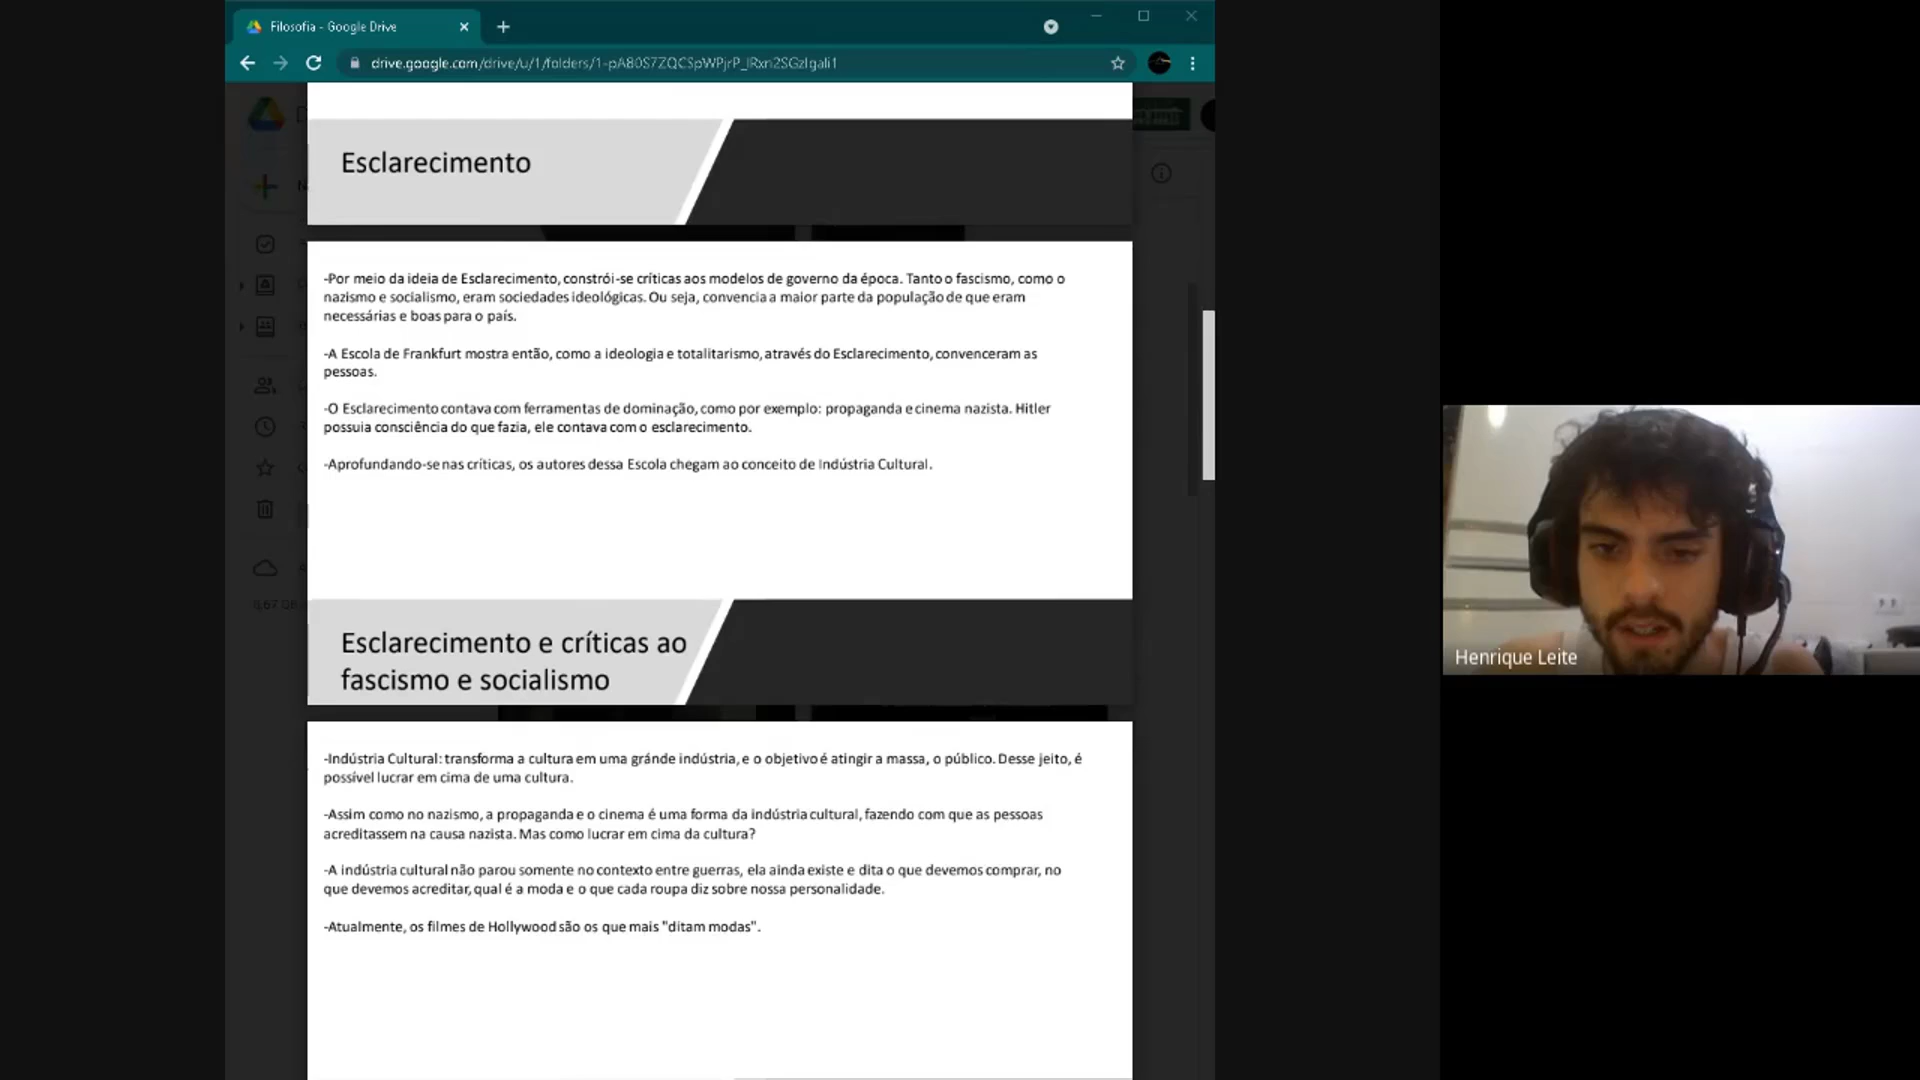 Filosofia - Google Drive
drive.google.com/drive/u/1/folders/1-pA80S7ZQCSpWPjrP_lRxn2SGzIgali1
Esclarecimento
-Por meio da ideia de Esclarecimento, constrói-se críticas aos modelos de governo da época. Tanto o fascismo, como o
nazismo e socialismo, eram sociedades ideológicas. Ou seja, convencia a maior parte da população de que eram
necessárias e boas para o país.
-A Escola de Frankfurt mostra então, como a ideologia e totalitarismo, através do Esclarecimento, convenceram as
pessoas.
-O Esclarecimento contava com ferramentas de dominação, como por exemplo: propaganda e cinema nazista. Hitler
possuia consciência do que fazia, ele contava com o esclarecimento.
-Aprofundando-se nas críticas, os autores dessa Escola chegam ao conceito de Indústria Cultural.
Esclarecimento e críticas ao
fascismo e socialismo
-Indústria Cultural: transforma a cultura em uma gránde indústria, e o objetivo é atingir a massa, o público. Desse jeito, é
possível lucrar em cima de uma cultura.
-Assim como no nazismo, a propaganda e o cinema é uma forma da indústria cultural, fazendo com que as pessoas
acreditassem na causa nazista. Mas como lucrar em cima da cultura?
-A indústria cultural não parou somente no contexto entre guerras, ela ainda existe e dita o que devemos comprar, no
que devemos acreditar, qual é a moda e o que cada roupa diz sobre nossa personalidade.
-Atualmente, os filmes de Hollywood são os que mais "ditam modas".
Henrique Leite